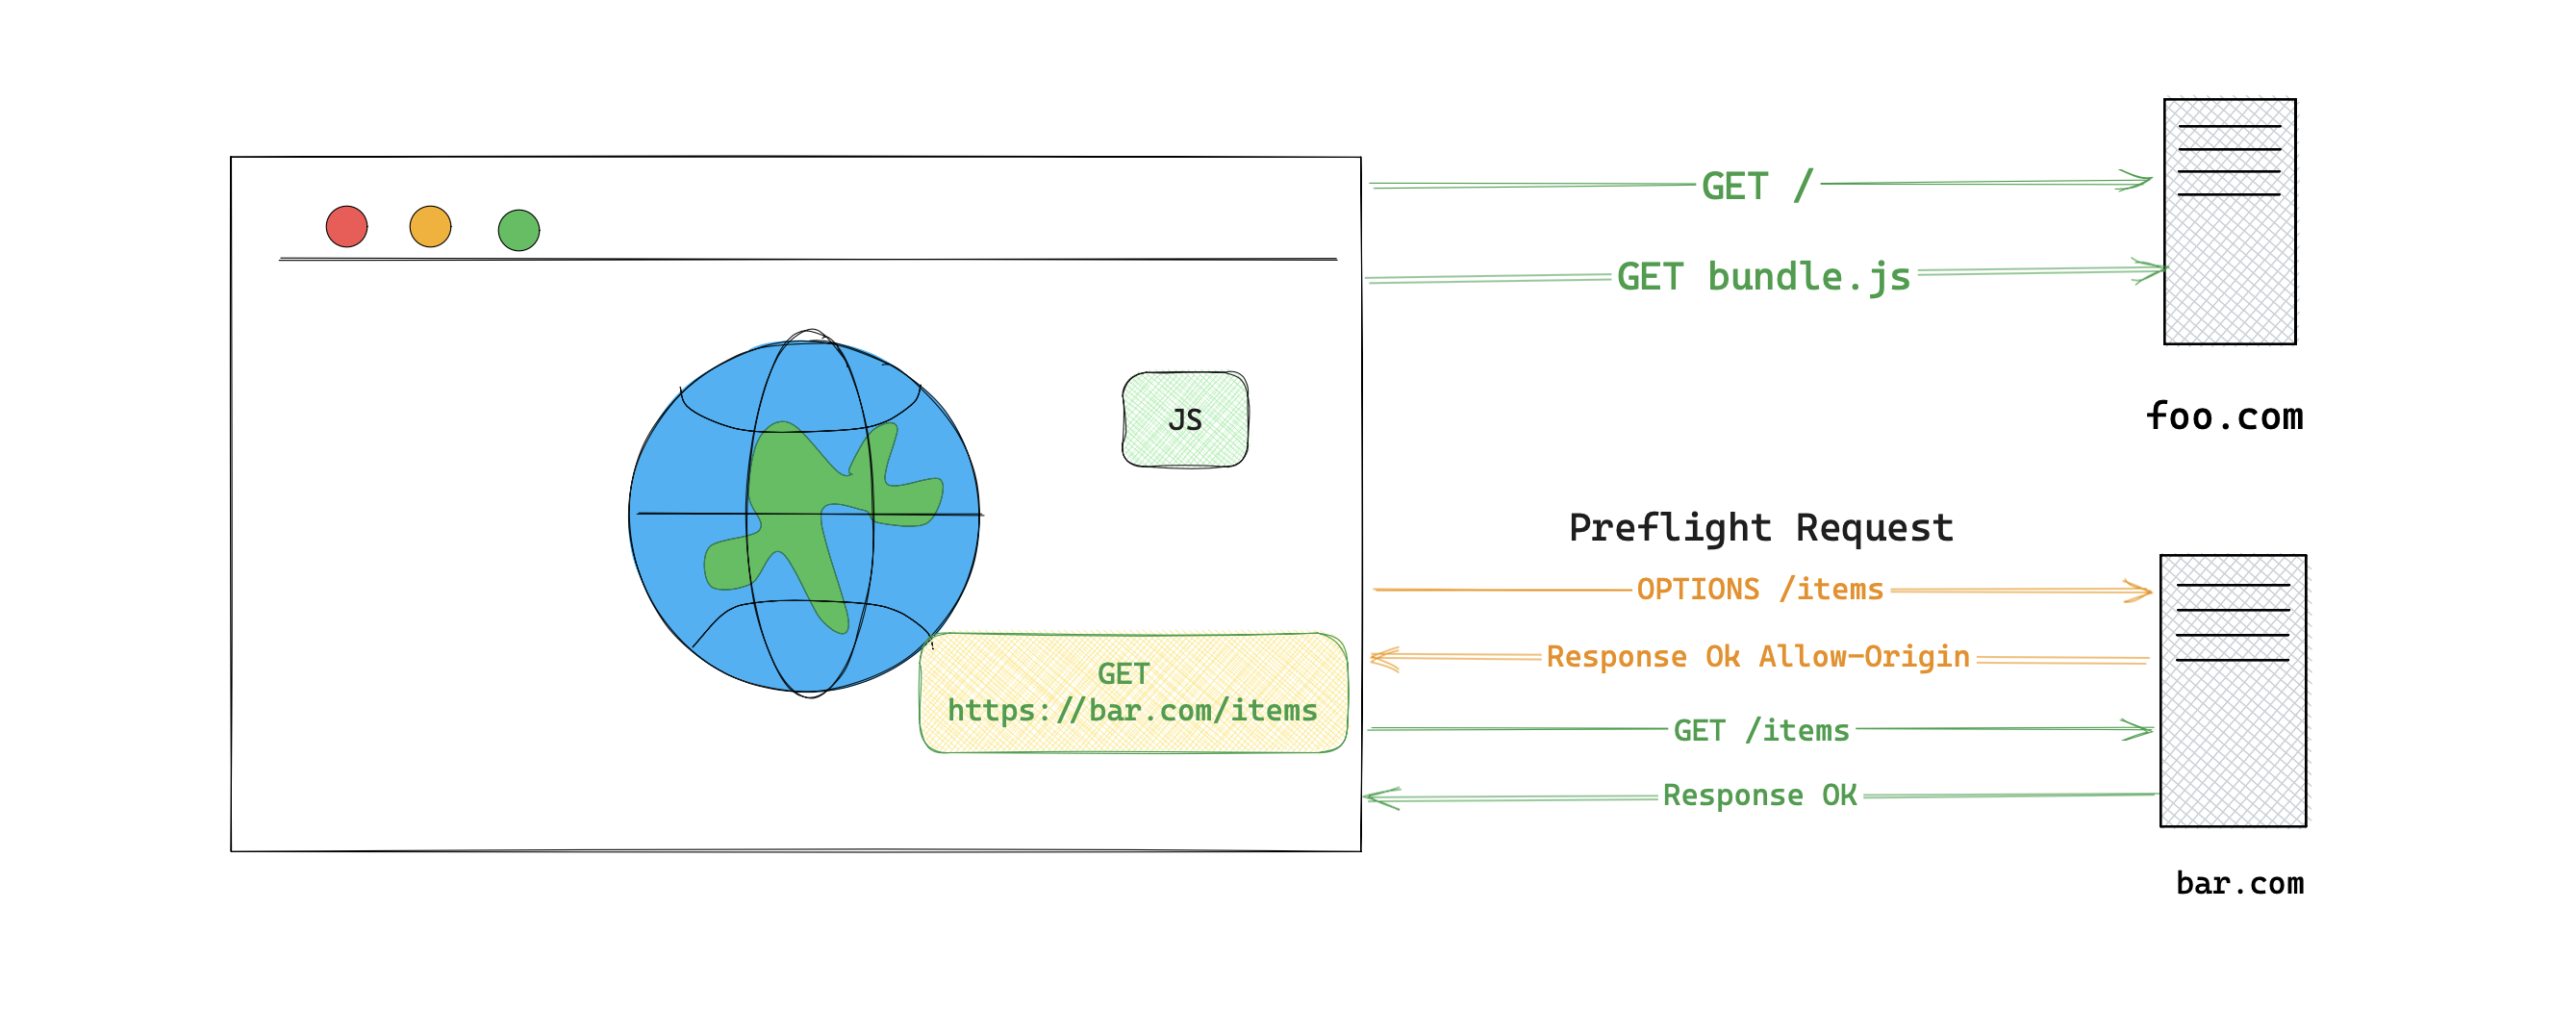 GET /
GET bundle.js
JS
foo.com
Preflight Request
OPTIONS /items
Response Ok Allow-Origin
GET
https://bar.com/items
GET /items
Response OK
bar.com